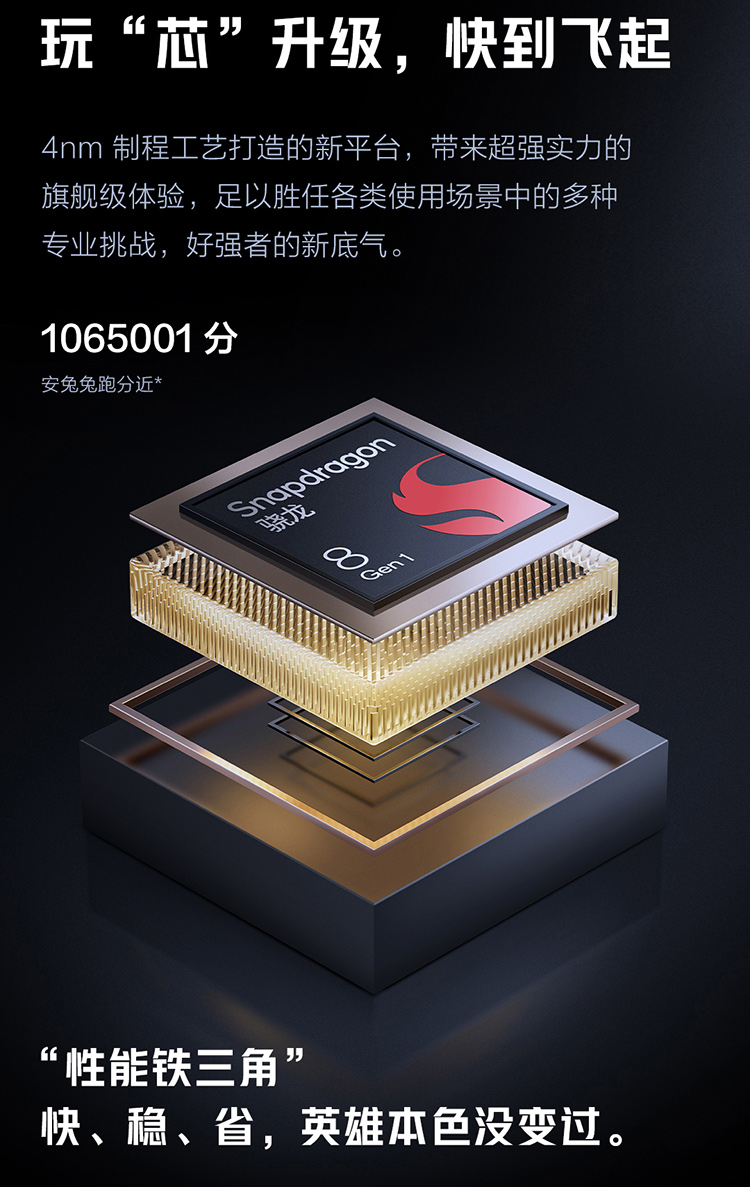 玩“芯”升级，快到飞起
4nm 制程工艺打造的新平台，带来超强实力的
旗舰级体验，足以胜任各类使用场景中的多种
专业挑战，好强者的新底气。
1065001 分
安兔兔跑分近*
Snapdragon
骁龙
8
Gen 1
“性能铁三角”
快、稳、省，英雄本色没变过。